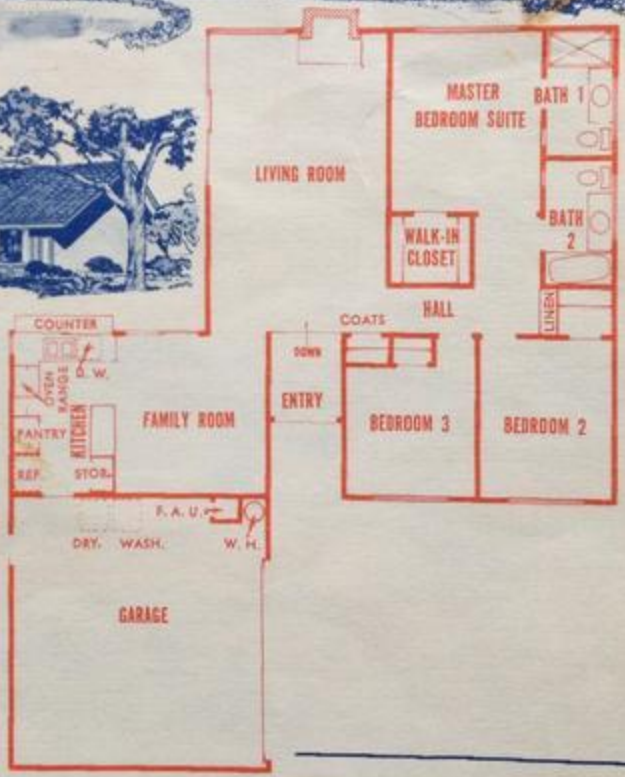 MASTER
BEDROOM SUITE
BATH 1
LIVING ROOM
BATH
2
WALK-IN
CLOSET
HALL
LINEN
COUNTER
COATS
DOWN
D. W.
OVEN
RANGE
ENTRY
KITCHEN
FAMILY ROOM
BEDROOM 3
BEDROOM 2
PANTRY
REF.
STOR.
F. A. U.
DRY.
WASH.
W. H.
GARAGE